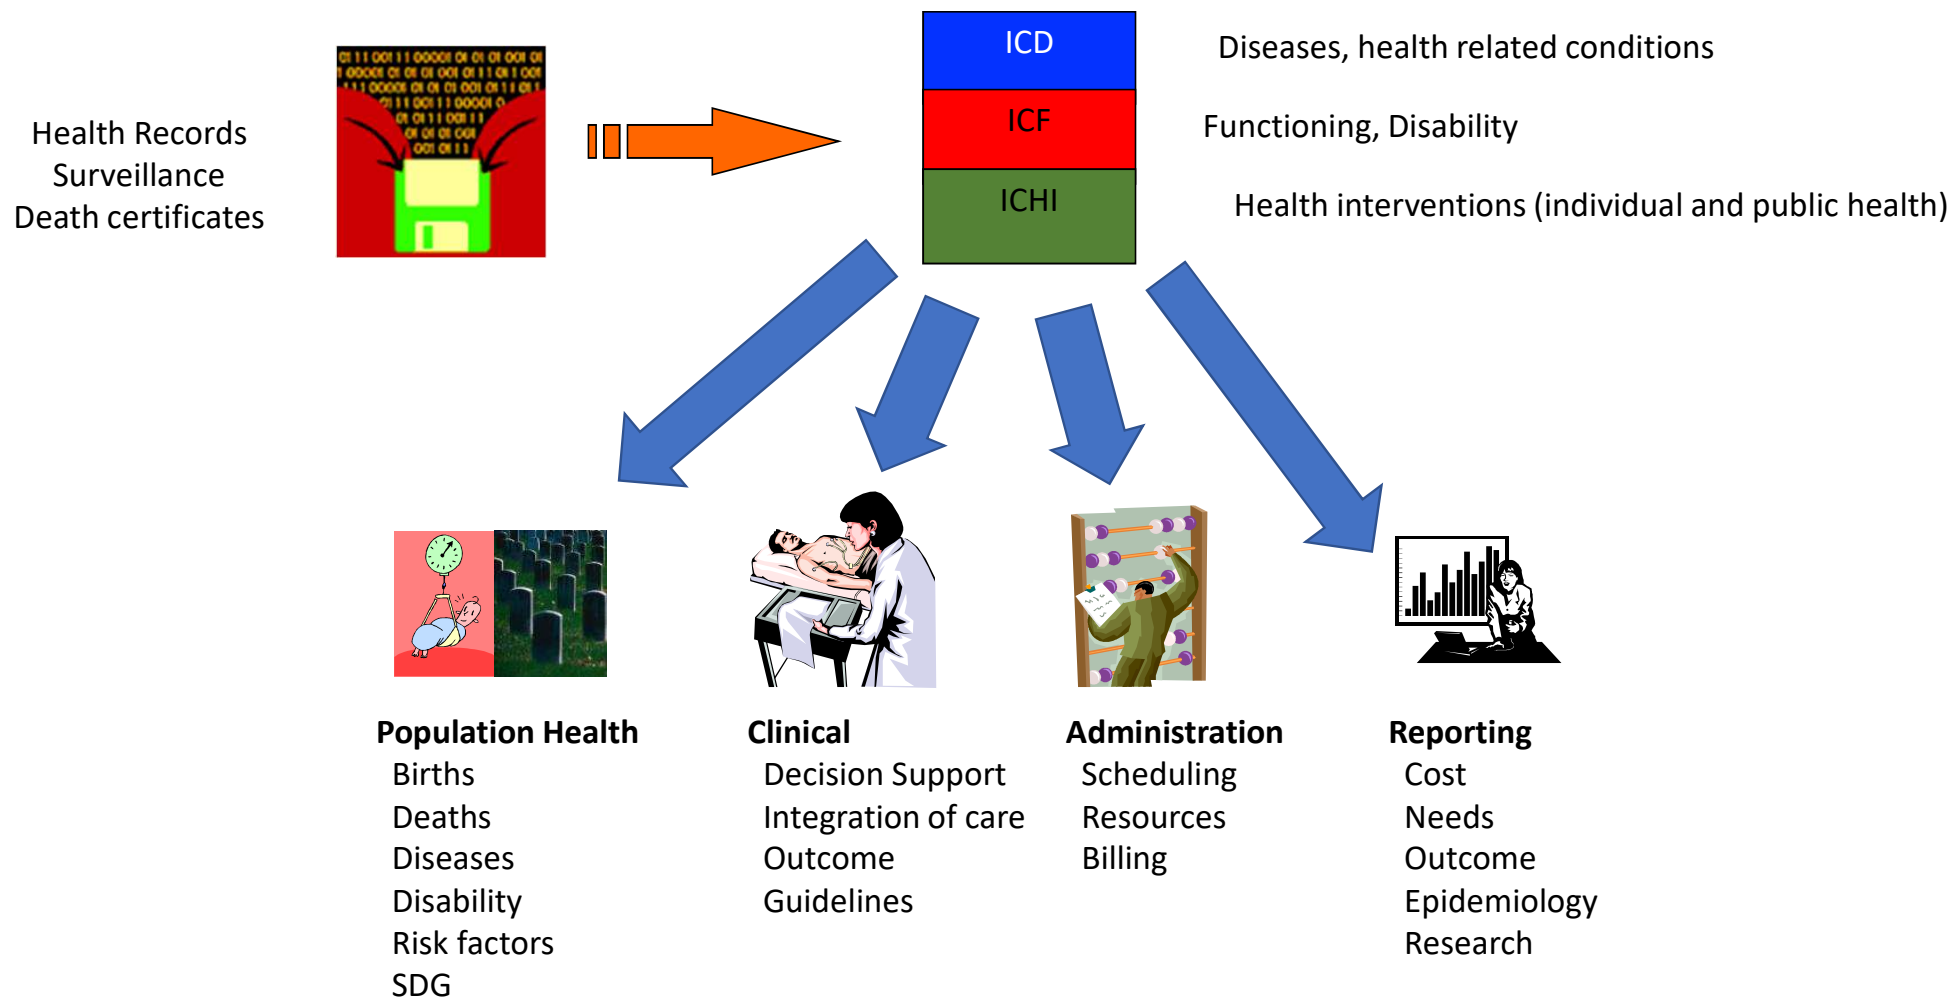 Health Records
Surveillance
Death certificates
ICD
Diseases, health related conditions
ICF
Functioning, Disability
ICHI
Health interventions (individual and public health)
Population Health
Births
Deaths
Diseases
Disability
Risk factors
SDG
Clinical
Decision Support
Integration of care
Outcome
Guidelines
Administration
Scheduling
Resources
Billing
Reporting
Cost
Needs
Outcome
Epidemiology
Research